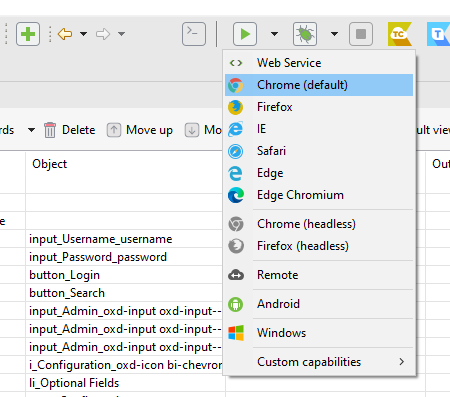 TC
T
Web Service
Chrome (default)
Firefox
IE
Safari
Edge
Edge Chromium
Chrome (headless)
Firefox (headless)
Remote
Android
Windows
Custom capabilities
rds
Delete
Move up
Mo
ult view
Object
Out
e
input_Username_username
input_Password_password
button_Login
button_Search
input_Admin_oxd-input oxd-input--
input_Admin_oxd-input oxd-input--
input_Admin_oxd-input oxd-input--
i_Configuration_oxd-icon bi-chevron
li_Optional Fields